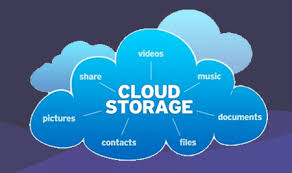 videos
share
music
CLOUD
STORAGE
pictures
documents
contacts
files